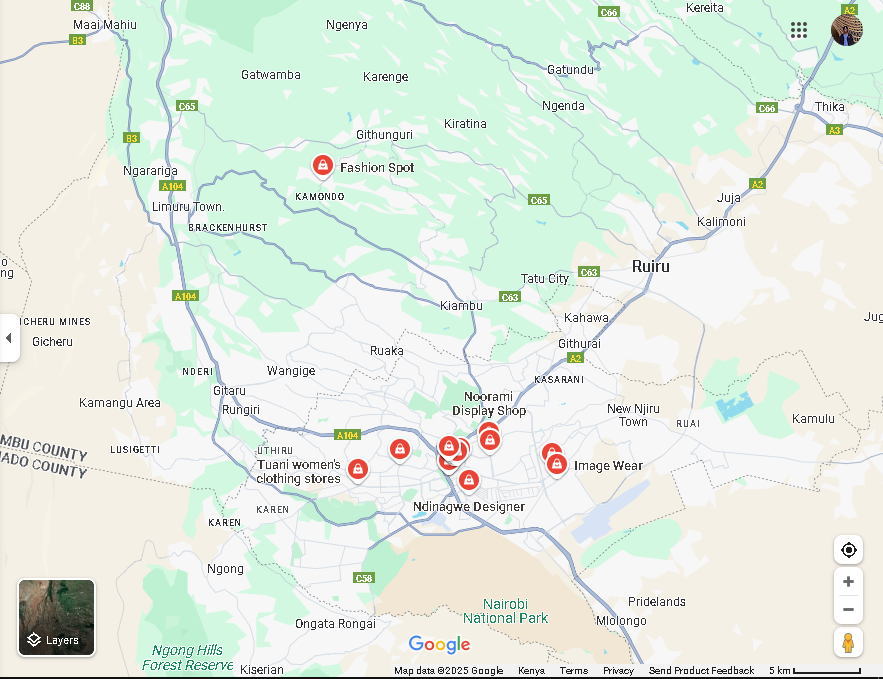 C88
Maai Mahiu
B3
Ngenya
C66
Kereita
A2
Gatwamba
Karenge
Gatundu
C65
Ngenda
C66
Thika
A3
Kiratina
Githunguri
B3
Fashion Spot
Ngarariga
A104
KAMONDO
C65
A2
Juja
Limuru Town
BRACKENHURST
Kalimoni
Ruiru
Tatu City
C63
A104
C63
Kiambu
ICHERU MINES
Gicheru
Kahawa
Jug
Githurai
A2
Ruaka
NDERI
Wangige
KASARANI
Gitaru
Rungiri
Kamangu Area
Noorami
Display Shop
New Njiru
Town
RUAI
Kamulu
A104
MBU COUNTY
ADO COUNTY
LUSIGETTI
UTHIRU
Tuani women's
clothing stores
Image Wear
Ndinagwe Designer
KAREN
KAREN
Ngong
C58
Nairobi
National Park
Pridelands
Mlolongo
Ongata Rongai
Layers
Ngong Hills
Forest Reserve
Kiserian
Google
Map data ©2025 Google Kenya Terms Privacy Send Product Feedback 5 km